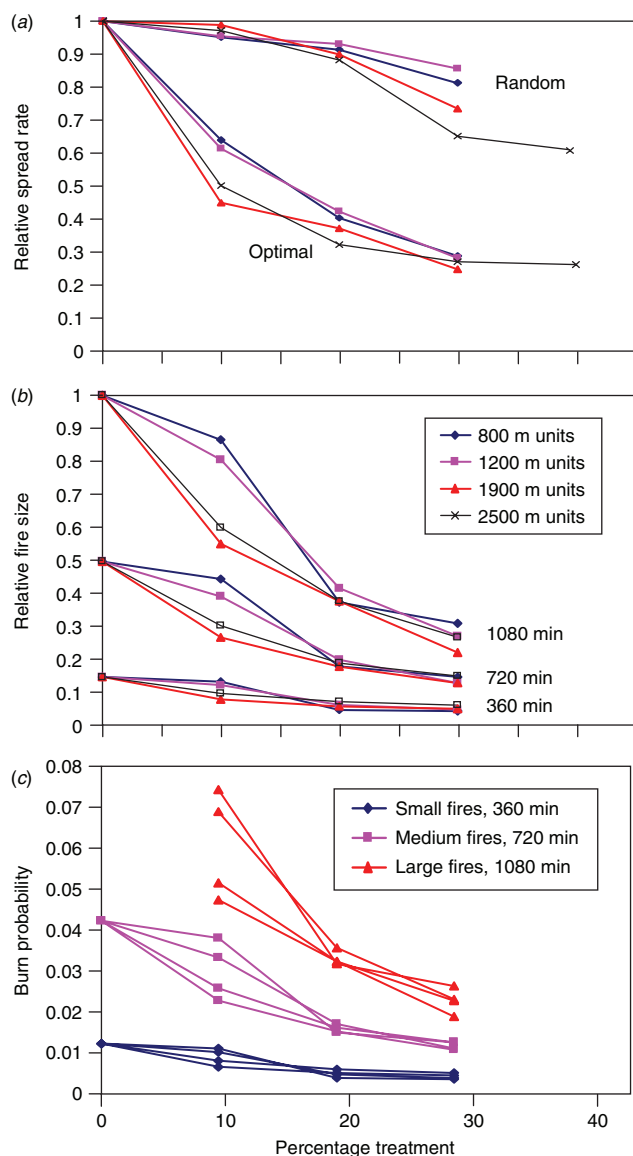 (a)
1
0.9
0.8
0.7
0.6
0.5
0.4
0.3
0.2
0.1
0
Relative spread rate
Random
Optimal
(b)
1
0.9
0.8
0.7
0.6
0.5
0.4
0.3
0.2
0.1
0
Relative fire size
800 m units
1200 m units
1900 m units
2500 m units
1080 min
720 min
360 min
(c)
0.08
0.07
0.06
0.05
0.04
0.03
0.02
0.01
0
Burn probability
Small fires, 360 min
Medium fires, 720 min
Large fires, 1080 min
0 10 20 30 40
Percentage treatment